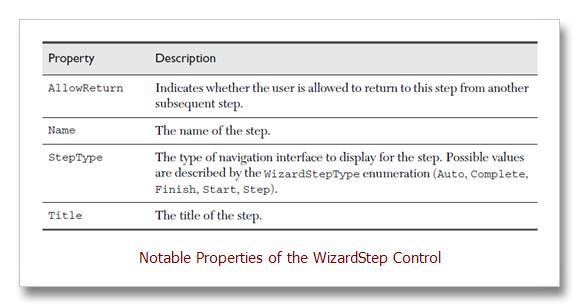 Property Description
AllowReturn Indicates whether the user is allowed to return to this step from another
subsequent step.
Name The name of the step.
StepType The type of navigation interface to display for the step. Possible values
are described by the WizardStepType enumeration (Auto, Complete,
Finish, Start, Step).
Title The title of the step.
Notable Properties of the WizardStep Control